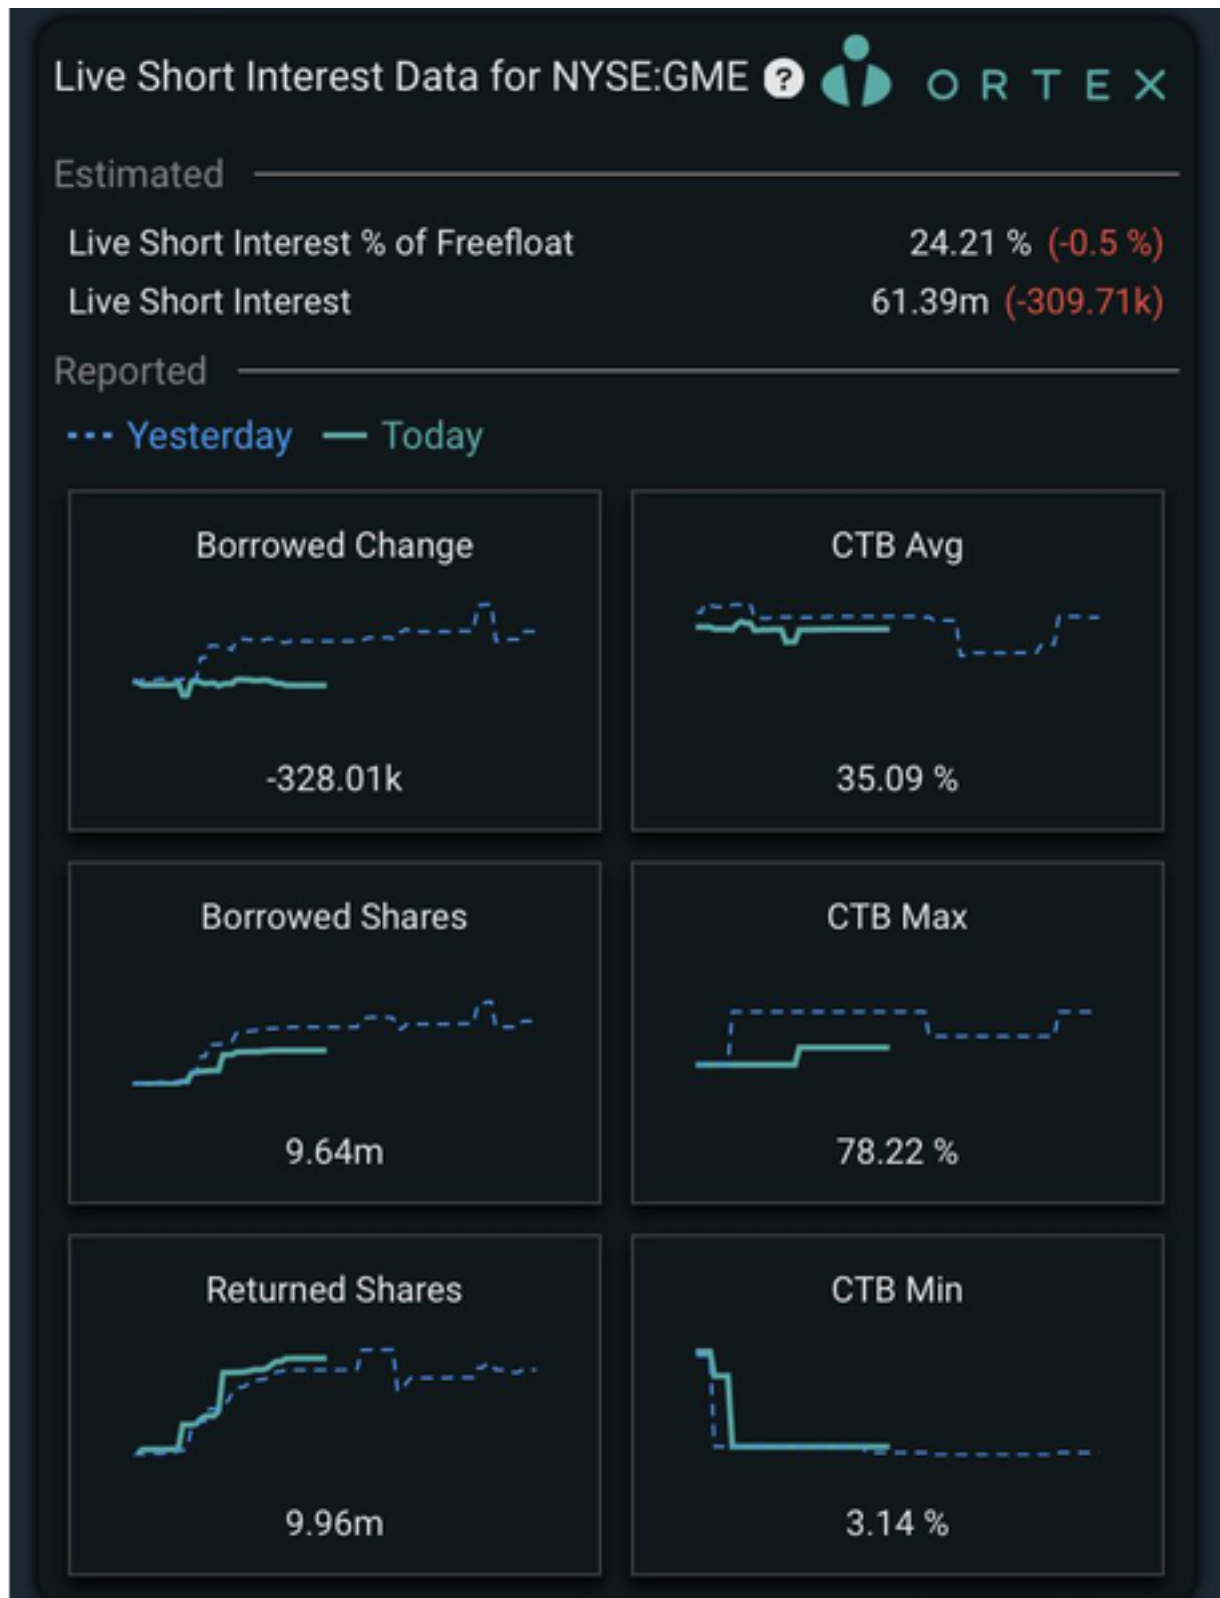 Live Short Interest Data for NYSE:GME ? ORTEX
Estimated
Live Short Interest % of Freefloat 24.21 % (-0.5 %)
Live Short Interest 61.39m (-309.71k)
Reported
Yesterday Today
Borrowed Change CTB Avg
-328.01k 35.09 %
Borrowed Shares CTB Max
9.64m 78.22 %
Returned Shares CTB Min
9.96m 3.14 %